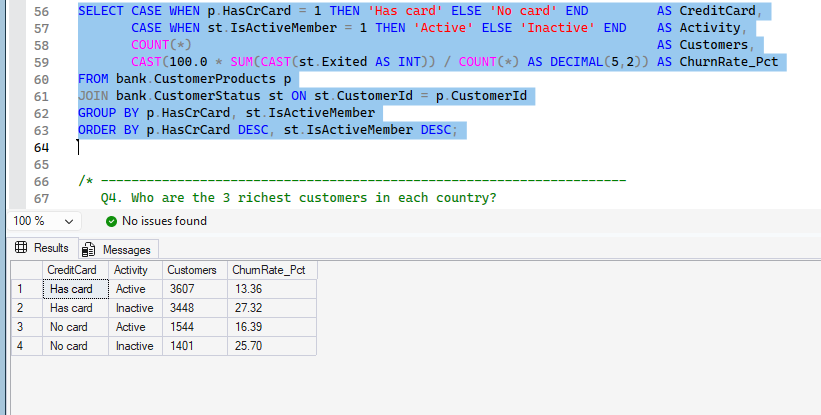 56 SELECT CASE WHEN p.HasCrCard = 1 THEN 'Has card' ELSE 'No card' END AS CreditCard,
57 CASE WHEN st.IsActiveMember = 1 THEN 'Active' ELSE 'Inactive' END AS Activity,
58 COUNT(*) AS Customers,
59 CAST(100.0 * SUM(CAST(st.Exited AS INT)) / COUNT(*) AS DECIMAL(5,2)) AS ChurnRate_Pct
60 FROM bank.CustomerProducts p
61 JOIN bank.CustomerStatus st ON st.CustomerId = p.CustomerId
62 GROUP BY p.HasCrCard, st.IsActiveMember
63 ORDER BY p.HasCrCard DESC, st.IsActiveMember DESC;
64
65
66 /* ---------------------------------------------------------------------
67 Q4. Who are the 3 richest customers in each country?
100 % No issues found
Results Messages
CreditCard Activity Customers ChurnRate_Pct
1 Has card Active 3607 13.36
2 Has card Inactive 3448 27.32
3 No card Active 1544 16.39
4 No card Inactive 1401 25.70